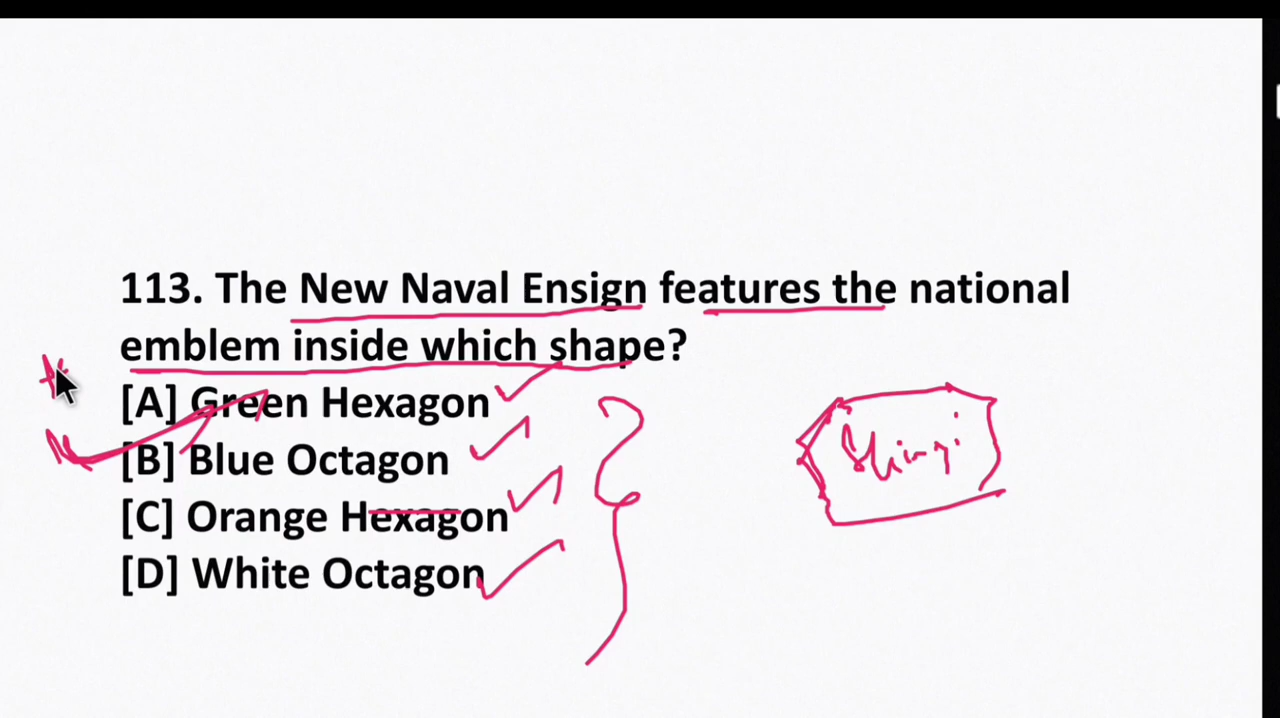 113. The New Naval Ensign features the national
emblem inside which shape?
[A] Green Hexagon
[B] Blue Octagon
[C] Orange Hexagon
[D] White Octagon